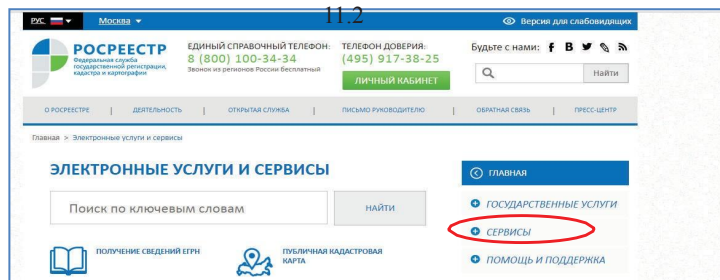 11.2
РУС Москва Версия для слабовидящих
РОСРЕЕСТР
Федеральная служба
государственной регистрации,
кадастра и картографии
ЕДИНЫЙ СПРАВОЧНЫЙ ТЕЛЕФОН:
8 (800) 100-34-34
Звонок из регионов России бесплатный
ТЕЛЕФОН ДОВЕРИЯ:
(495) 917-38-25
ЛИЧНЫЙ КАБИНЕТ
Будьте с нами:
Найти
О РОСРЕЕСТРЕ | ДЕЯТЕЛЬНОСТЬ | ОТКРЫТАЯ СЛУЖБА | ПИСЬМО РУКОВОДИТЕЛЮ | ОБРАТНАЯ СВЯЗЬ | ПРЕСС-ЦЕНТР
Главная > Электронные услуги и сервисы
ЭЛЕКТРОННЫЕ УСЛУГИ И СЕРВИСЫ
Поиск по ключевым словам НАЙТИ
ПОЛУЧЕНИЕ СВЕДЕНИЙ ЕГРН
ПУБЛИЧНАЯ КАДАСТРОВАЯ
КАРТА
ГЛАВНАЯ
ГОСУДАРСТВЕННЫЕ УСЛУГИ
СЕРВИСЫ
ПОМОЩЬ И ПОДДЕРЖКА